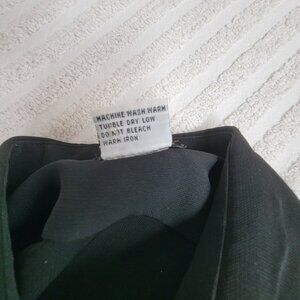 MACHINE WASH WARM
TUMBLE DRY LOW
DO NOT BLEACH
WARM IRON